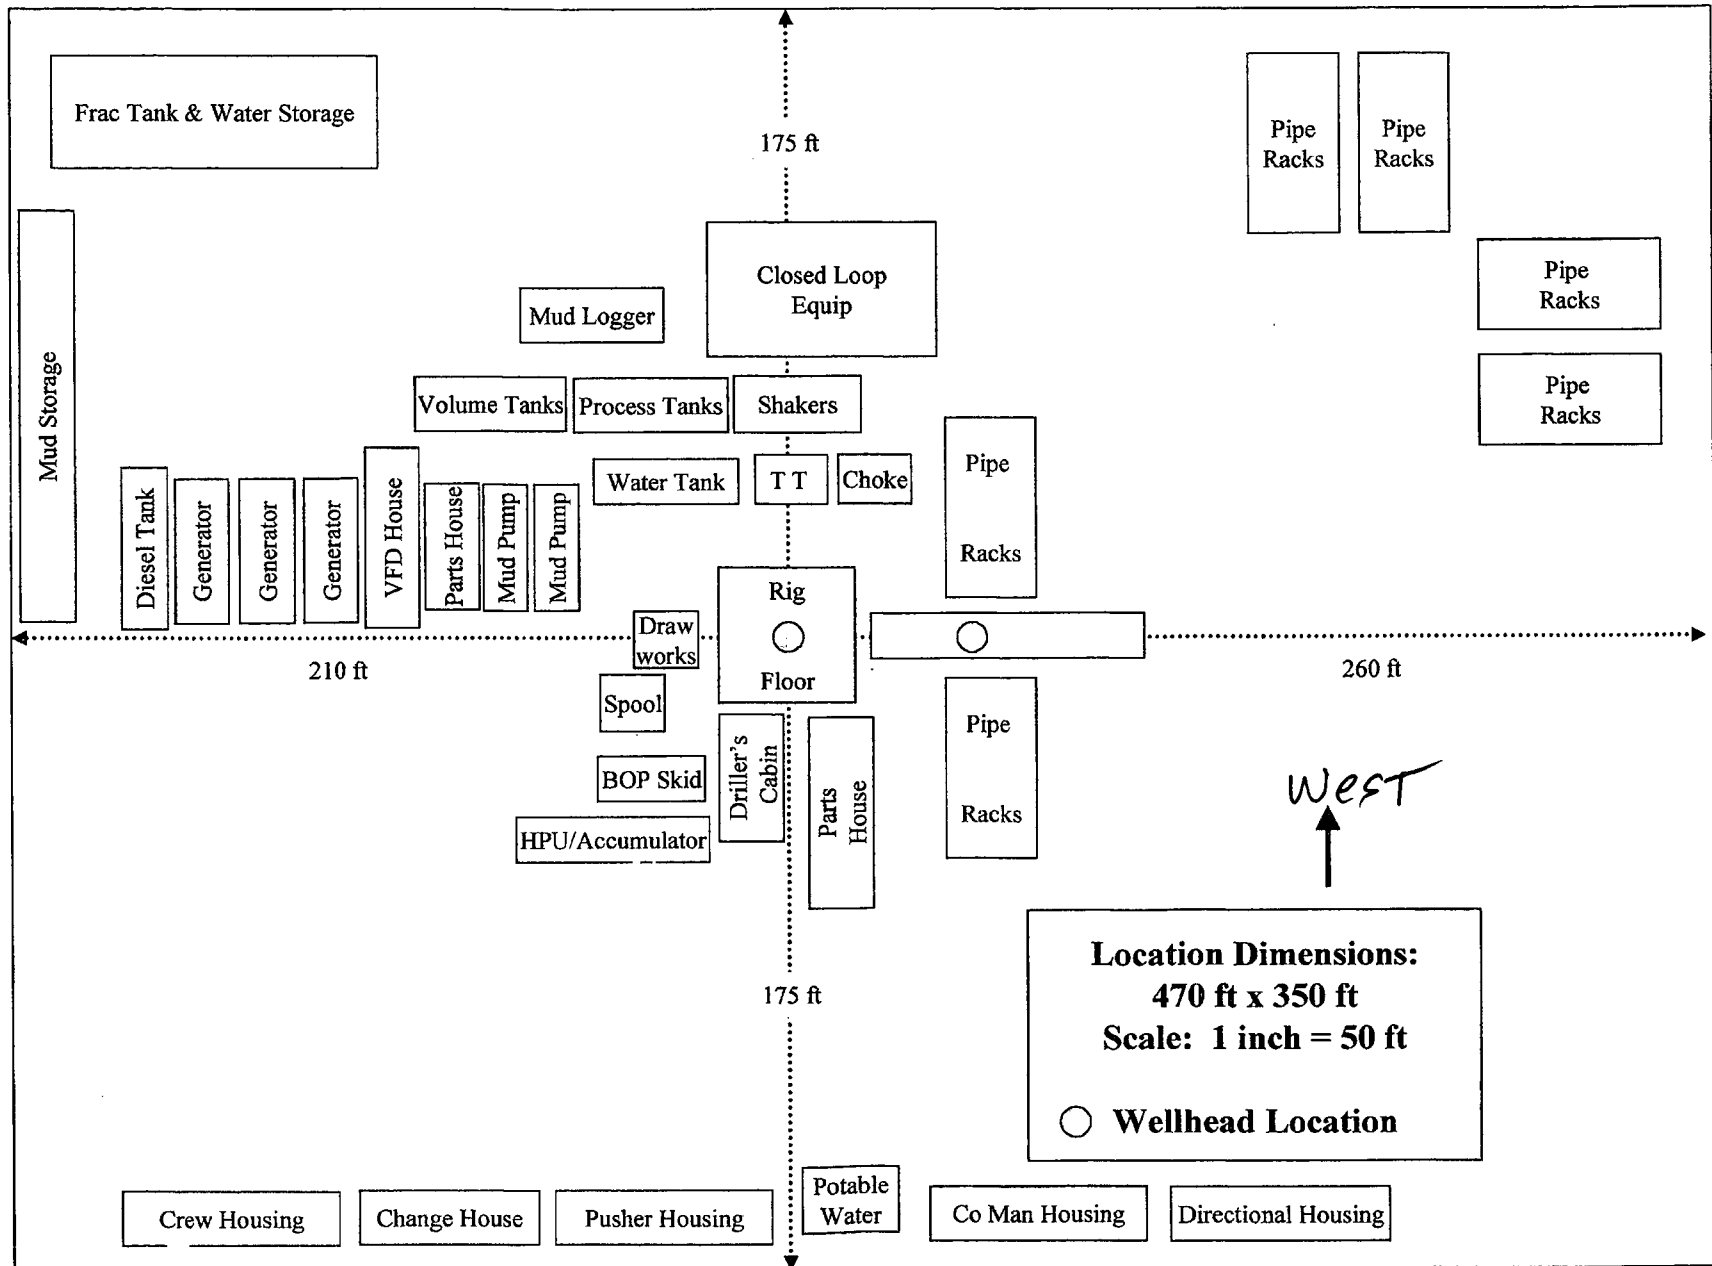 175 ft
Frac Tank & Water Storage
Pipe
Racks
Pipe
Racks
Pipe
Racks
Pipe
Racks
Closed Loop
Equip
Mud Logger
Mud Storage
Volume Tanks
Process Tanks
Shakers
Water Tank
T T
Choke
Pipe
Racks
Diesel Tank
Generator
Generator
Generator
VFD House
Parts House
Mud Pump
Mud Pump
Rig
Floor
Draw
works
210 ft
260 ft
Spool
BOP Skid
HPU/Accumulator
Driller's
Cabin
Parts
House
Pipe
Racks
West
175 ft
Location Dimensions:
470 ft x 350 ft
Scale: 1 inch = 50 ft
Wellhead Location
Crew Housing
Change House
Pusher Housing
Potable
Water
Co Man Housing
Directional Housing